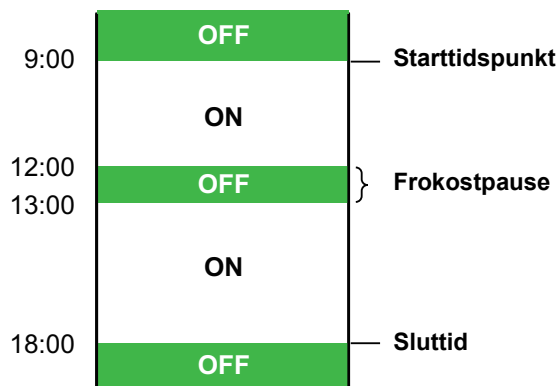 OFF
9:00 Starttidspunkt
ON
12:00
OFF Frokostpause
13:00
ON
18:00 Sluttid
OFF